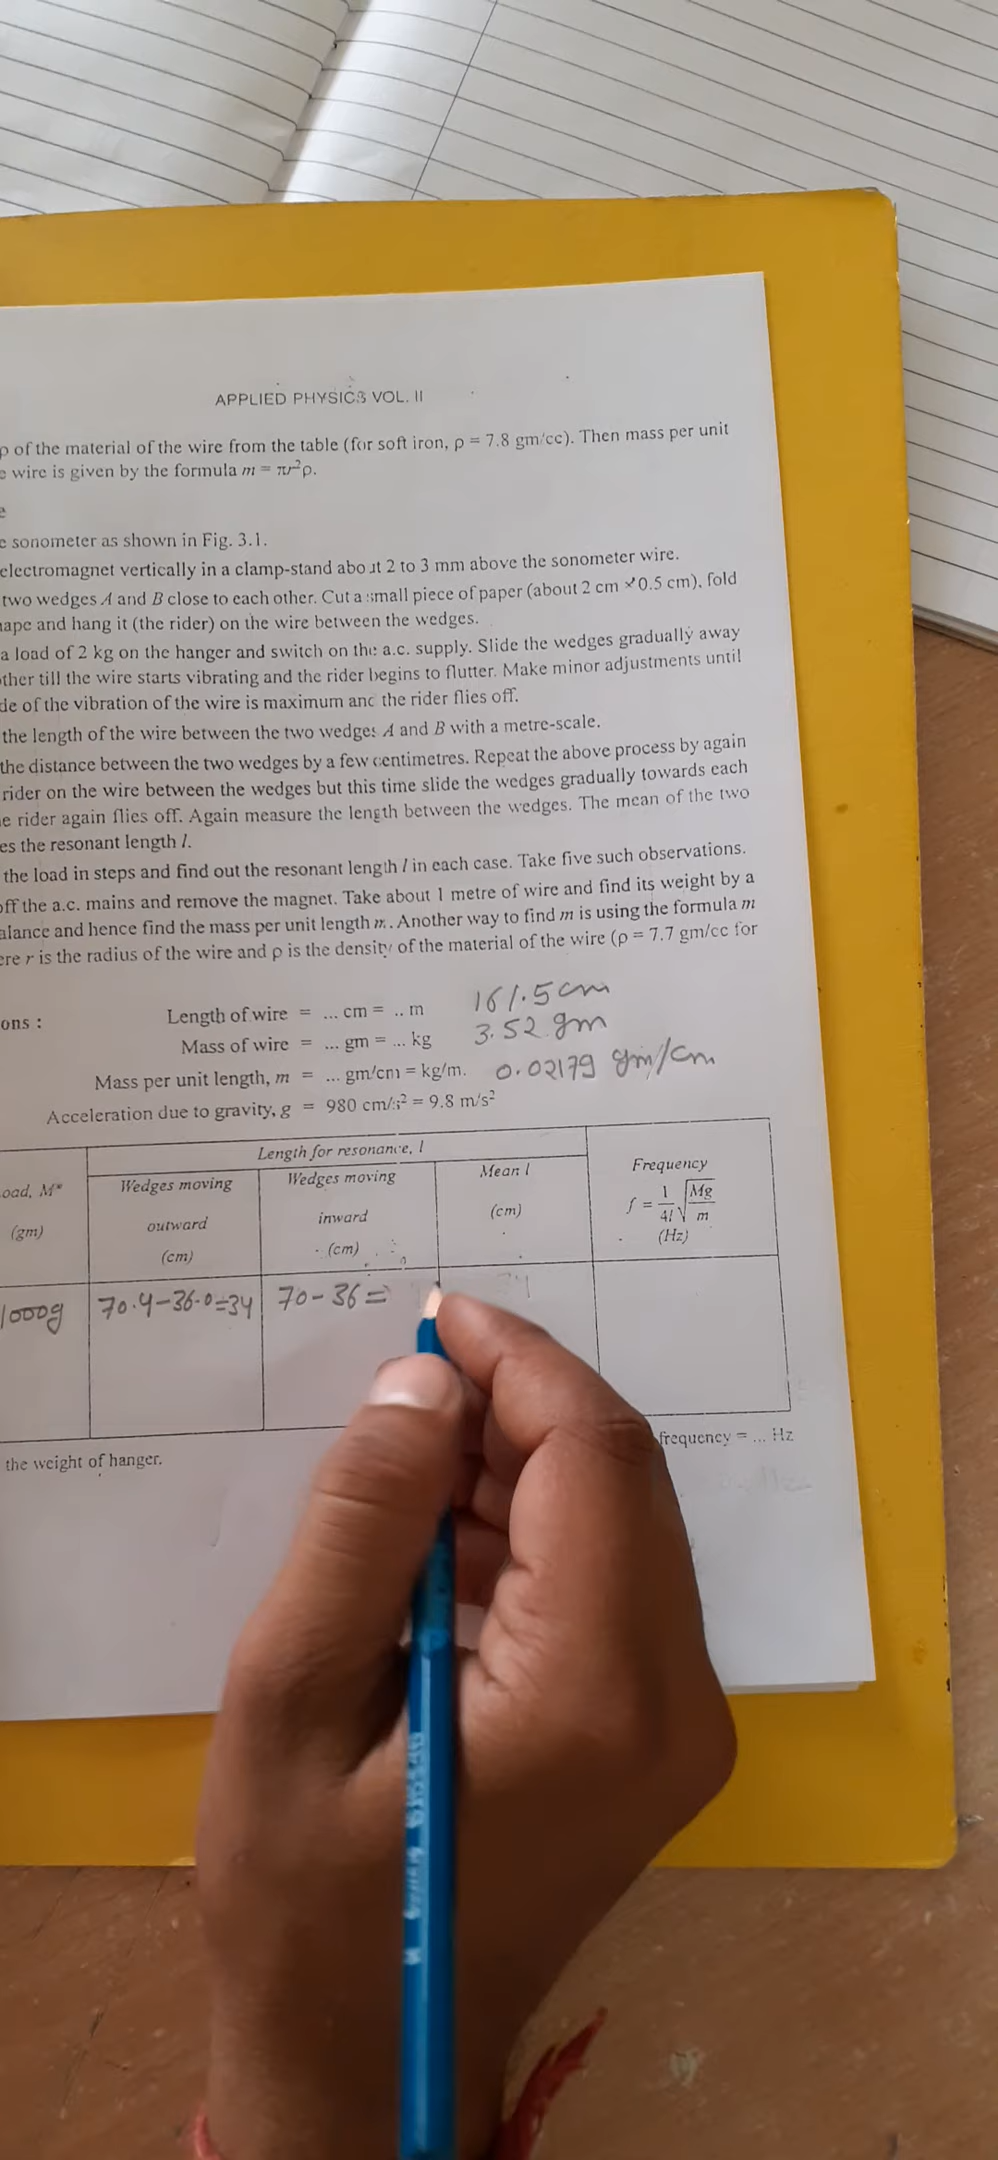 APPLIED PHYSICS VOL. II
ρ of the material of the wire from the table (for soft iron, ρ = 7.8 gm/cc). Then mass per unit
wire is given by the formula m = πr²ρ.
sonometer as shown in Fig. 3.1.
electromagnet vertically in a clamp-stand about 2 to 3 mm above the sonometer wire.
two wedges A and B close to each other. Cut a small piece of paper (about 2 cm × 0.5 cm), fold
and hang it (the rider) on the wire between the wedges.
a load of 2 kg on the hanger and switch on the a.c. supply. Slide the wedges gradually away
till the wire starts vibrating and the rider begins to flutter. Make minor adjustments until
of the vibration of the wire is maximum and the rider flies off.
the length of the wire between the two wedges A and B with a metre-scale.
the distance between the two wedges by a few centimetres. Repeat the above process by again
rider on the wire between the wedges but this time slide the wedges gradually towards each
rider again flies off. Again measure the length between the wedges. The mean of the two
the resonant length l.
the load in steps and find out the resonant length l in each case. Take five such observations.
off the a.c. mains and remove the magnet. Take about 1 metre of wire and find its weight by a
and hence find the mass per unit length m. Another way to find m is using the formula m
r is the radius of the wire and ρ is the density of the material of the wire (ρ = 7.7 gm/cc for
ons :
Length of wire = ... cm = .. m 161.5 cm
Mass of wire = ... gm = ... kg 3.52 gm
Mass per unit length, m = ... gm/cm = kg/m. 0.02179 gm/cm
Acceleration due to gravity, g = 980 cm/s² = 9.8 m/s²
Length for resonance, l
oad, M*
(gm)
Wedges moving
outward
(cm)
Wedges moving
inward
(cm)
Mean l
(cm)
Frequency
f = 1/4l √Mg/m
(Hz)
1000g
70.4-36.0=34
70-36=
the weight of hanger.
frequency = ... Hz